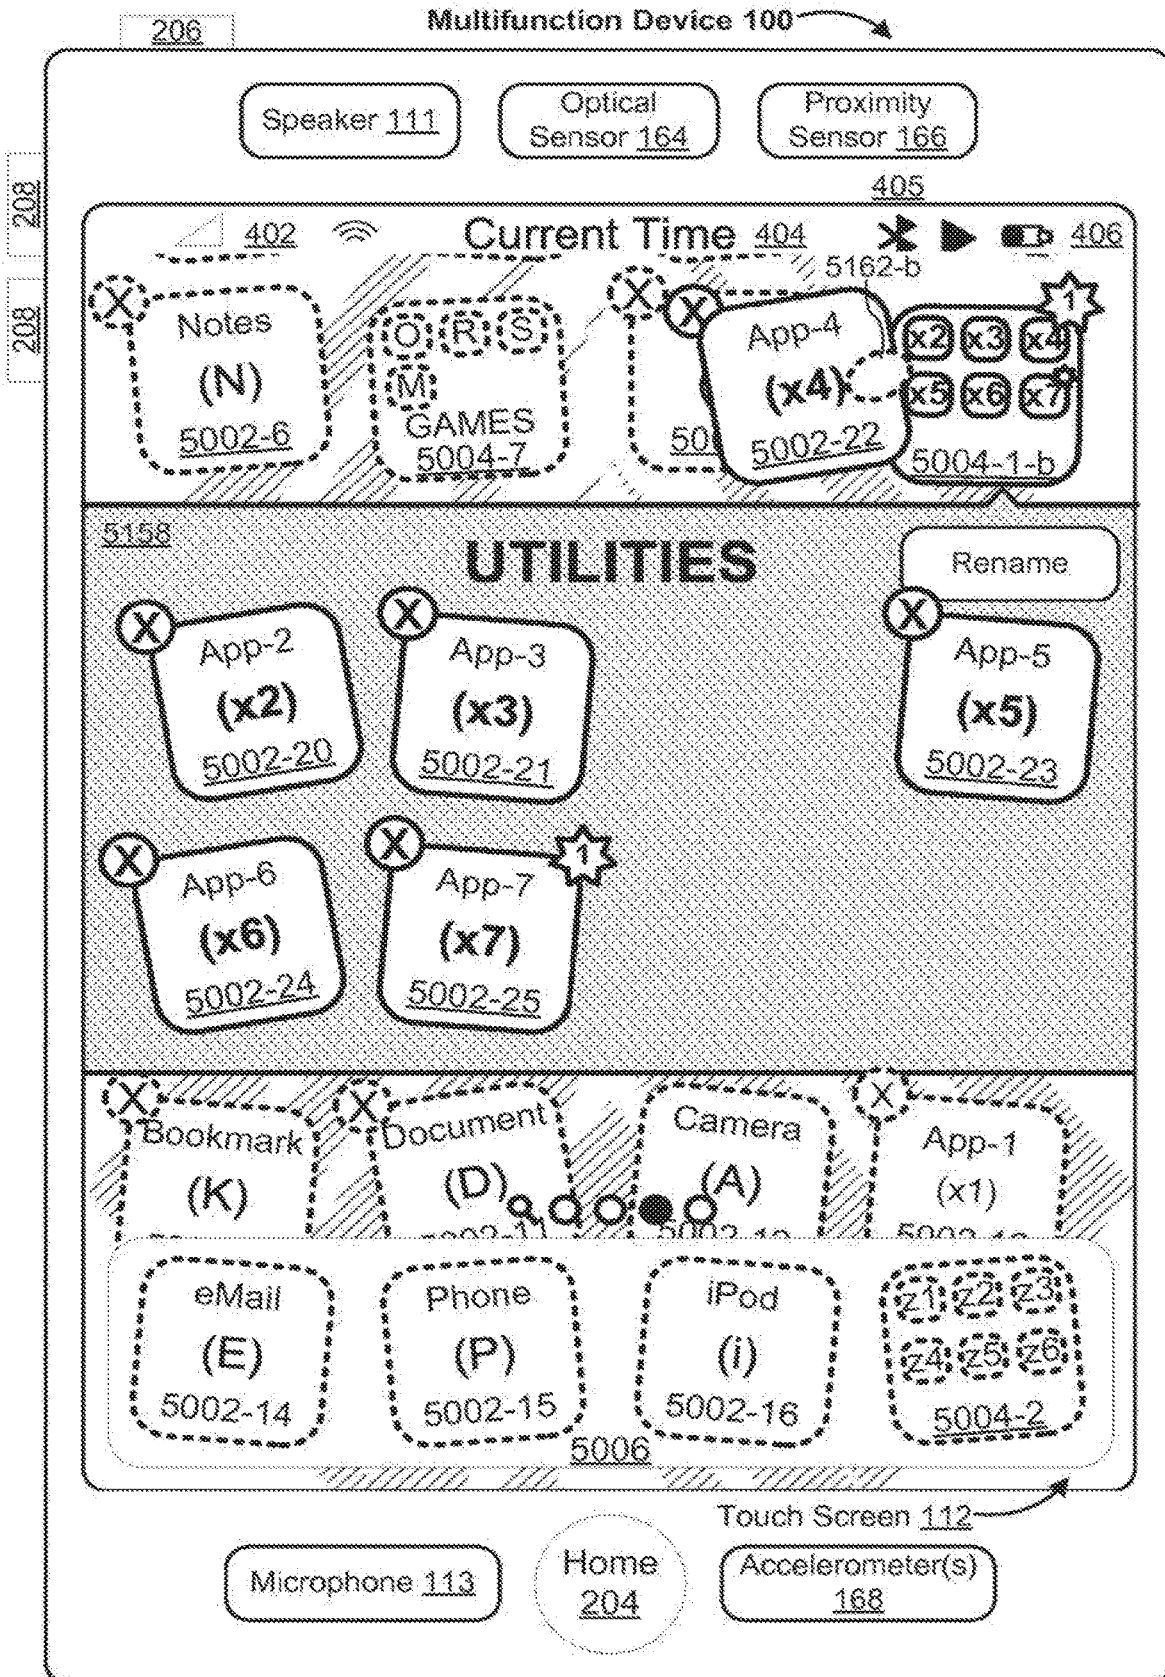 Multifunction Device 100
206
Speaker 111
Optical
Sensor 164
Proximity
Sensor 166
208
208
405
402
Current Time 404
406
5162-b
X
Notes
(N)
5002-6
O R S
M
GAMES
5004-7
X
X
App-4
(x4)
5002-22
1
x2 x3 x4
x5 x6 x7
5004-1-b
5158
UTILITIES
Rename
X
App-2
(x2)
5002-20
X
App-3
(x3)
5002-21
X
App-5
(x5)
5002-23
X
App-6
(x6)
5002-24
X
1
App-7
(x7)
5002-25
X
Bookmark
(K)
X
Document
(D)
Camera
(A)
X
App-1
(x1)
eMail
(E)
5002-14
Phone
(P)
5002-15
iPod
(i)
5002-16
z1 z2 z3
z4 z5 z6
5004-2
5006
Touch Screen 112
Microphone 113
Home
204
Accelerometer(s)
168